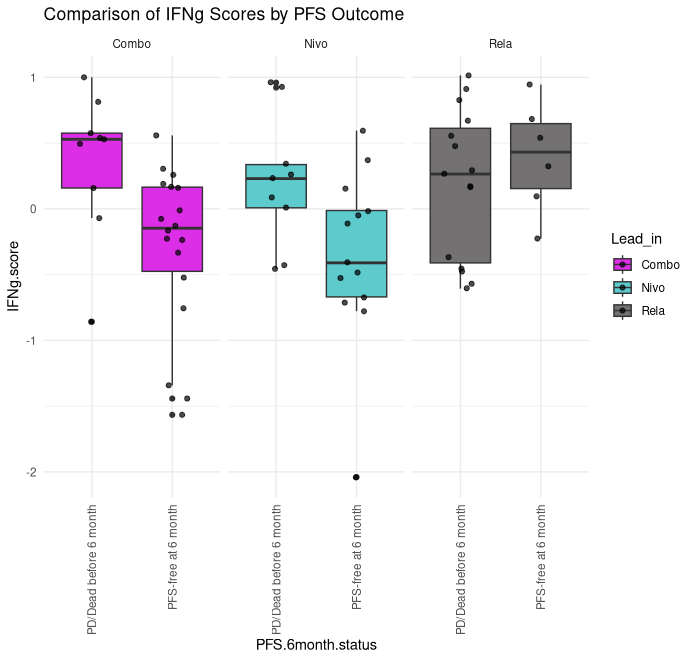 Comparison of IFNg Scores by PFS Outcome
Combo
Nivo
Rela
IFNg.score
1
0
-1
-2
PD/Dead before 6 month
PFS-free at 6 month
PD/Dead before 6 month
PFS-free at 6 month
PD/Dead before 6 month
PFS-free at 6 month
PFS.6month.status
Lead_in
Combo
Nivo
Rela